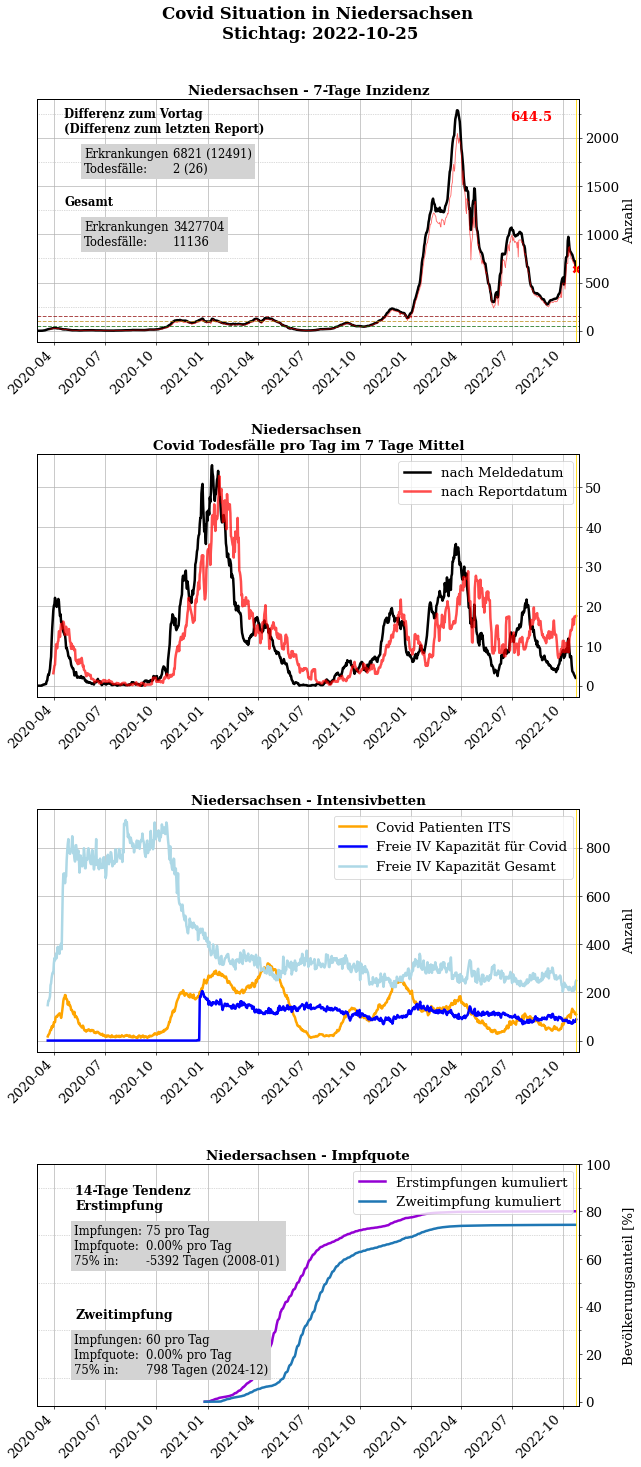 Covid Situation in Niedersachsen
Stichtag: 2022-10-25
Niedersachsen - 7-Tage Inzidenz
Differenz zum Vortag
(Differenz zum letzten Report)
Erkrankungen 6821 (12491)
Todesfälle: 2 (26)
Gesamt
Erkrankungen 3427704
Todesfälle: 11136
644.5
2000
1500
1000
500
0
Anzahl
2020-04 2020-07 2020-10 2021-01 2021-04 2021-07 2021-10 2022-01 2022-04 2022-07 2022-10
Niedersachsen
Covid Todesfälle pro Tag im 7 Tage Mittel
nach Meldedatum
nach Reportdatum
50
40
30
20
10
0
2020-04 2020-07 2020-10 2021-01 2021-04 2021-07 2021-10 2022-01 2022-04 2022-07 2022-10
Niedersachsen - Intensivbetten
Covid Patienten ITS
Freie IV Kapazität für Covid
Freie IV Kapazität Gesamt
800
600
400
200
0
Anzahl
2020-04 2020-07 2020-10 2021-01 2021-04 2021-07 2021-10 2022-01 2022-04 2022-07 2022-10
Niedersachsen - Impfquote
14-Tage Tendenz
Erstimpfung
Impfungen: 75 pro Tag
Impfquote: 0.00% pro Tag
75% in: -5392 Tagen (2008-01)
Zweitimpfung
Impfungen: 60 pro Tag
Impfquote: 0.00% pro Tag
75% in: 798 Tagen (2024-12)
Erstimpfungen kumuliert
Zweitimpfung kumuliert
100
80
60
40
20
0
Bevölkerungsanteil [%]
2020-04 2020-07 2020-10 2021-01 2021-04 2021-07 2021-10 2022-01 2022-04 2022-07 2022-10